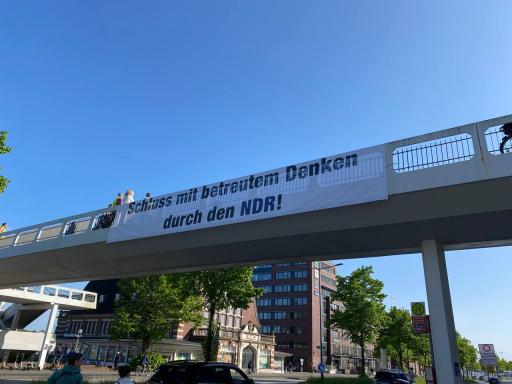 Schluss mit betreutem Denken
durch den NDR!